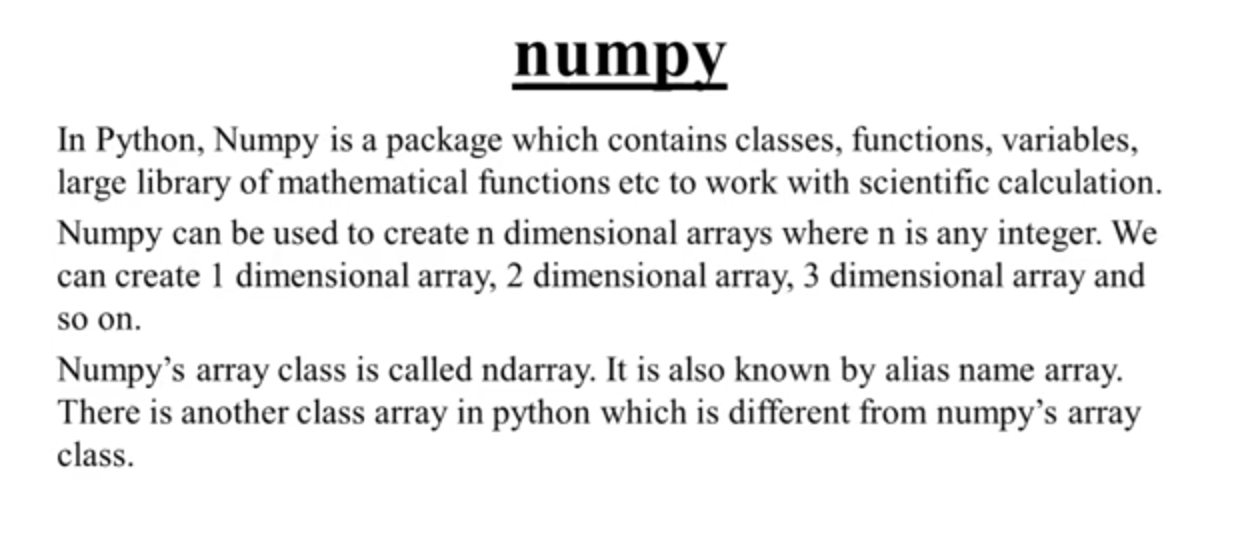 numpy
In Python, Numpy is a package which contains classes, functions, variables,
large library of mathematical functions etc to work with scientific calculation.
Numpy can be used to create n dimensional arrays where n is any integer. We
can create 1 dimensional array, 2 dimensional array, 3 dimensional array and
so on.
Numpy’s array class is called ndarray. It is also known by alias name array.
There is another class array in python which is different from numpy’s array
class.